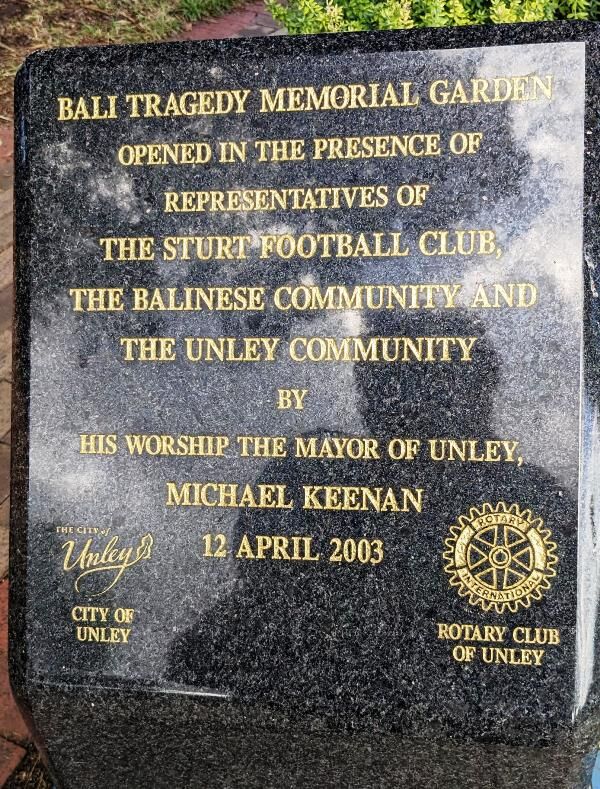 BALI TRAGEDY MEMORIAL GARDEN
OPENED IN THE PRESENCE OF
REPRESENTATIVES OF
THE STURT FOOTBALL CLUB,
THE BALINESE COMMUNITY AND
THE UNLEY COMMUNITY
BY
HIS WORSHIP THE MAYOR OF UNLEY,
MICHAEL KEENAN
12 APRIL 2003
THE CITY of
Unley
CITY OF
UNLEY
ROTARY
INTERNATIONAL
ROTARY CLUB
OF UNLEY